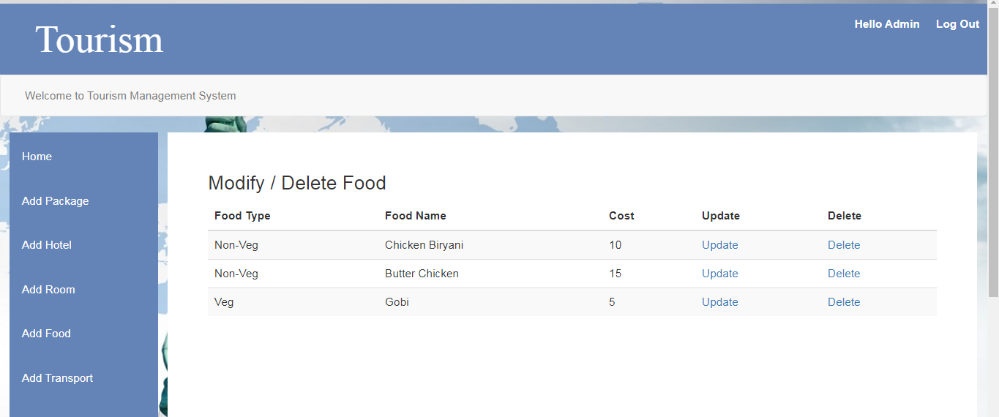 Tourism
Hello Admin Log Out
Welcome to Tourism Management System
Home
Add Package
Add Hotel
Add Room
Add Food
Add Transport
Modify / Delete Food
Food Type Food Name Cost Update Delete
Non-Veg Chicken Biryani 10 Update Delete
Non-Veg Butter Chicken 15 Update Delete
Veg Gobi 5 Update Delete